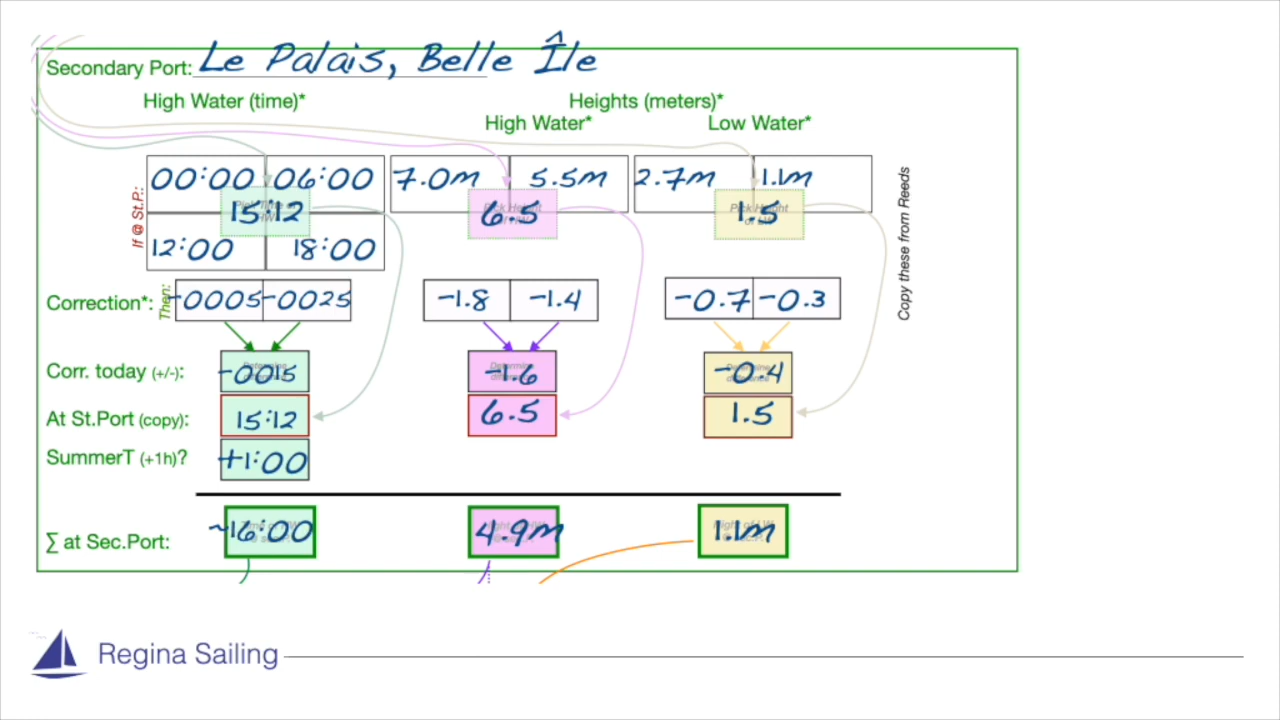 Secondary Port: Le Palais, Belle Île
High Water (time)*
Heights (meters)*
High Water*
Low Water*
If @ St.P.:
00:00 06:00 7.0m 5.5m 2.7m 1.1m
15:12 6.5 1.5
12:00 18:00
Copy these from Reeds
Then:
Correction*: -0005 -0025 -1.8 -1.4 -0.7 -0.3
Corr. today (+/-): -0015 -1.6 -0.4
At St.Port (copy): 15:12 6.5 1.5
SummerT (+1h)? +1:00
∑ at Sec.Port: ~16:00 4.9m 1.1m
Regina Sailing